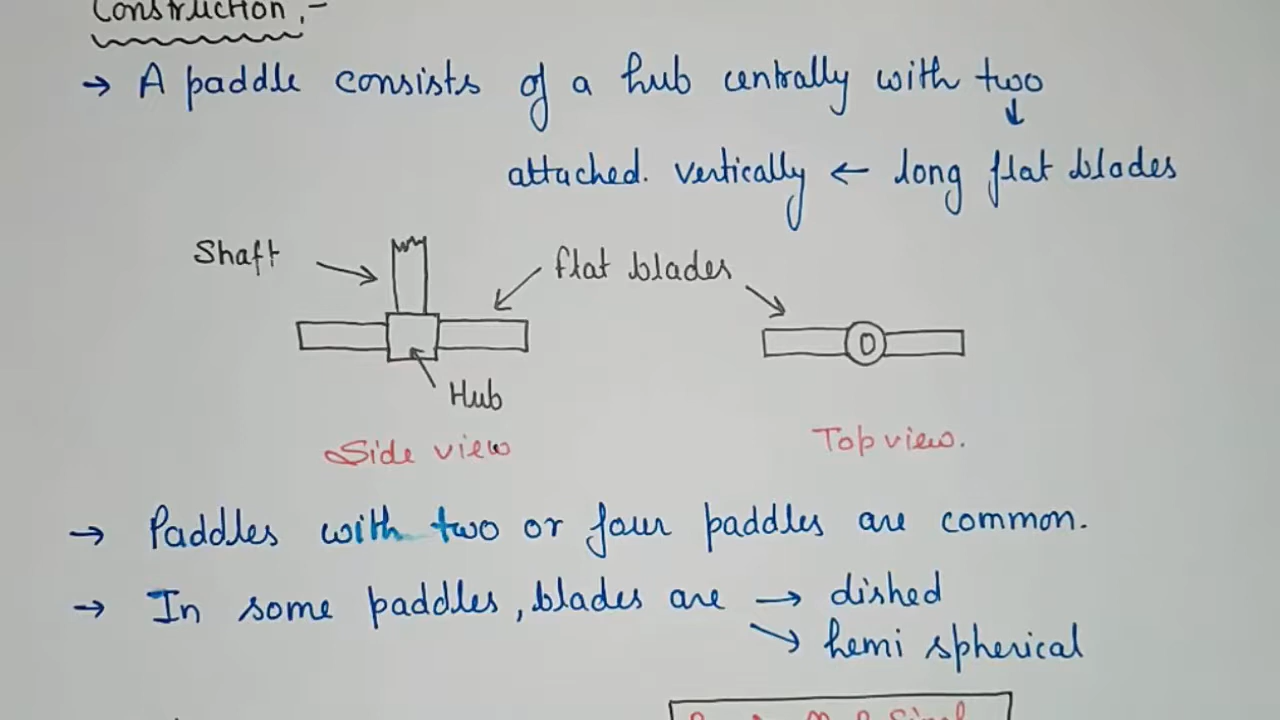 Construction :-
→ A paddle consists of a hub centrally with two
↓
attached. vertically ← long flat blades
Shaft
flat blades
Hub
Side view
Top view.
→ Paddles with two or four paddles are common.
→ In some paddles, blades are → dished
↘ hemi spherical